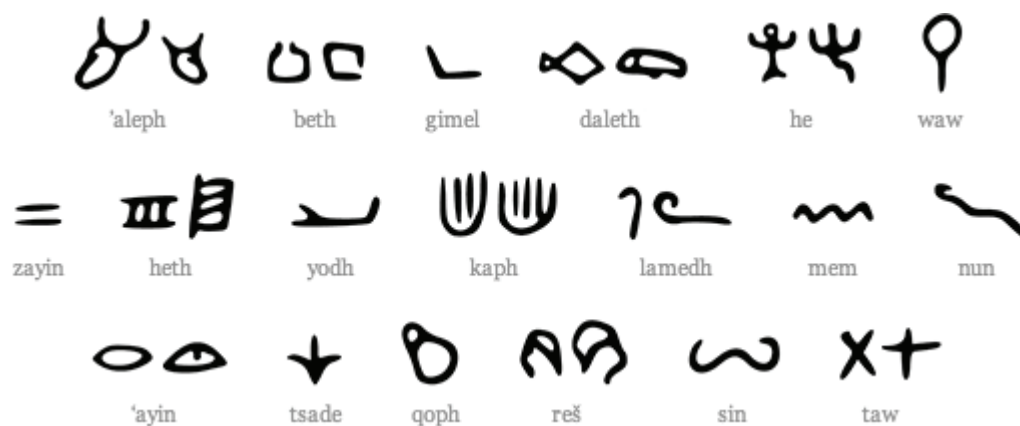 'aleph beth gimel daleth he waw
zayin heth yodh kaph lamedh mem nun
‘ayin tsade qoph reš sin taw